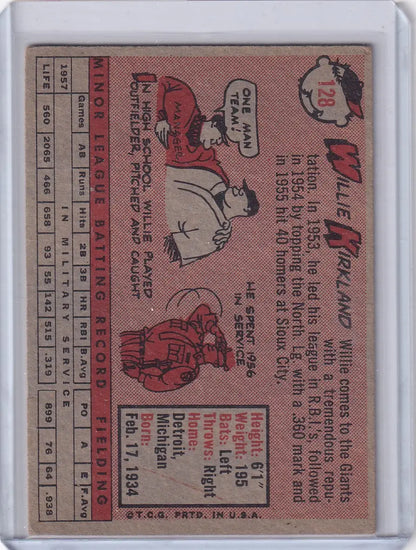 128
WILLIE KIRKLAND
Willie comes to the Giants
with a tremendous repu-
tation. In 1953, he led his league in R.B.I.'s, followed
in 1954 by topping the North. Lg. with a .360 mark and
in 1955 hit 40 homers at Sioux City.
ONE MAN
TEAM!
MANAGER
IN HIGH SCHOOL WILLIE PLAYED
OUTFIELDER, PITCHED AND CAUGHT
HE SPENT 1956
IN SERVICE
Height: 6'1"
Weight: 195
Bats: Left
Throws: Right
Home:
Detroit,
Michigan
Born:
Feb. 17, 1934
©T.C.G. PRTD. IN U.S.A.
MINOR LEAGUE BATTING RECORD FIELDING
Games AB Runs Hits 2B 3B HR RBI B.Avg PO A E F.Avg
1957 IN MILITARY SERVICE
LIFE 560 2065 466 658 93 55 142 515 .319 899 76 64 .938